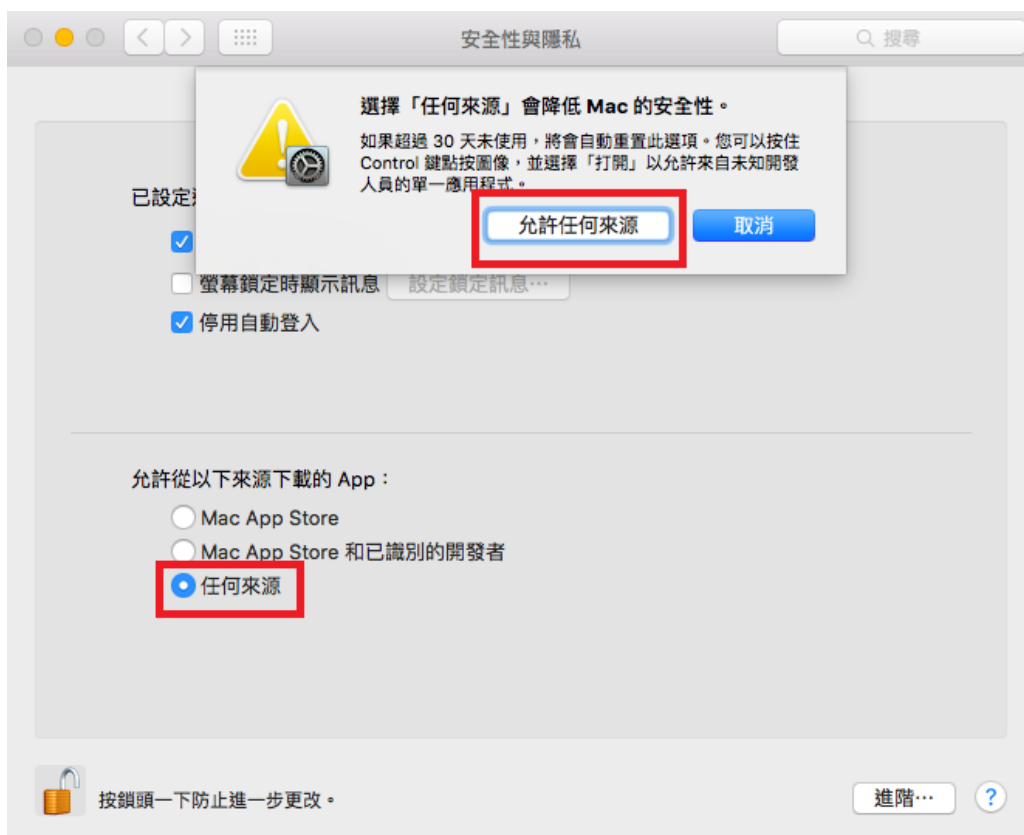 安全性與隱私
搜尋
選擇「任何來源」會降低 Mac 的安全性。
如果超過 30 天未使用，將會自動重置此選項。您可以按住
Control 鍵點按圖像，並選擇「打開」以允許來自未知開發
人員的單一應用程式。
允許任何來源
取消
已設定
螢幕鎖定時顯示訊息
設定鎖定訊息⋯
停用自動登入
允許從以下來源下載的 App：
Mac App Store
Mac App Store 和已識別的開發者
任何來源
按鎖頭一下防止進一步更改。
進階⋯
?